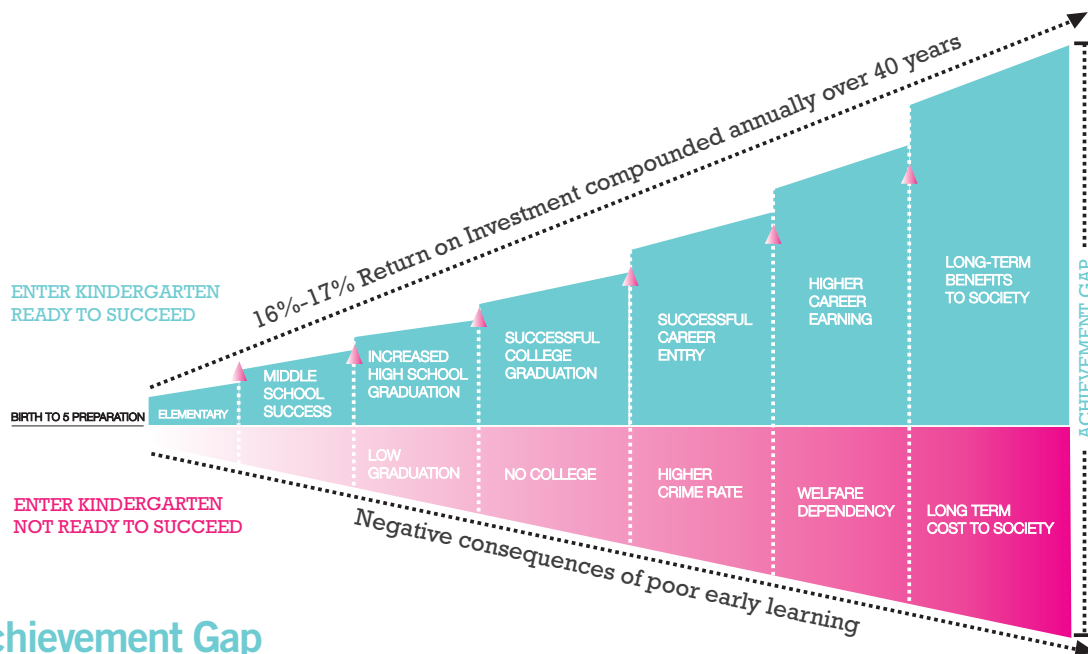 16%-17% Return on Investment compounded annually over 40 years
ENTER KINDERGARTEN
READY TO SUCCEED
BIRTH TO 5 PREPARATION
ELEMENTARY
MIDDLE
SCHOOL
SUCCESS
INCREASED
HIGH SCHOOL
GRADUATION
SUCCESSFUL
COLLEGE
GRADUATION
SUCCESSFUL
CAREER
ENTRY
HIGHER
CAREER
EARNING
LONG-TERM
BENEFITS
TO SOCIETY
ACHIEVEMENT GAP
ENTER KINDERGARTEN
NOT READY TO SUCCEED
LOW
GRADUATION
NO COLLEGE
HIGHER
CRIME RATE
WELFARE
DEPENDENCY
LONG TERM
COST TO SOCIETY
Negative consequences of poor early learning
chievement Gap